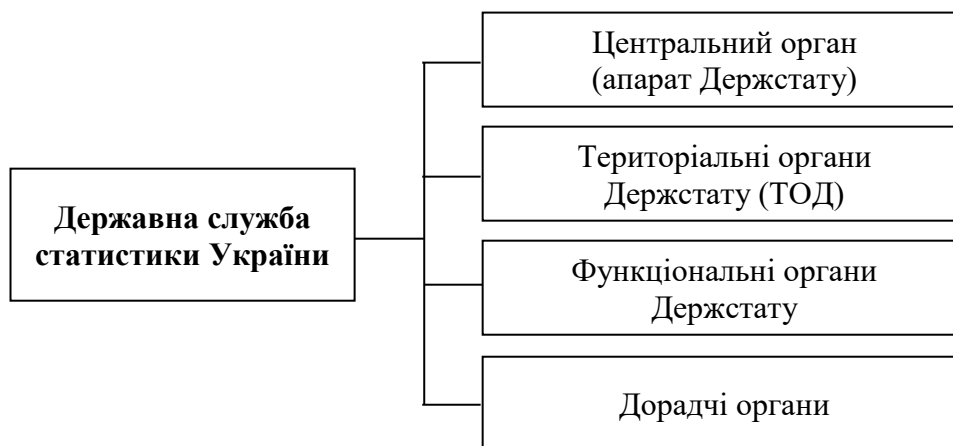 Державна служба
статистики України
Центральний орган
(апарат Держстату)
Територіальні органи
Держстату (ТОД)
Функціональні органи
Держстату
Дорадчі органи